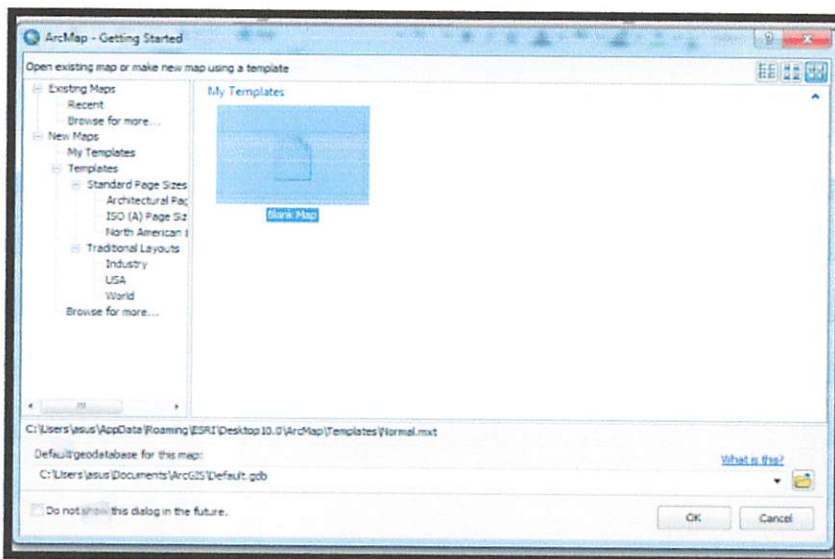 ArcMap - Getting Started
Open existing map or make new map using a template
Existing Maps
Recent
Browse for more...
New Maps
My Templates
Templates
Standard Page Sizes
Architectural Pag
ISO (A) Page Siz
North American
Traditional Layouts
Industry
USA
World
Browse for more...
My Templates
Blank Map
C:\Users\asus\AppData\Roaming\ESRI\Desktop10.0\ArcMap\Templates\Normal.mxt
Default geodatabase for this map:
What is this?
C:\Users\asus\Documents\ArcGIS\Default.gdb
Do not show this dialog in the future.
OK
Cancel